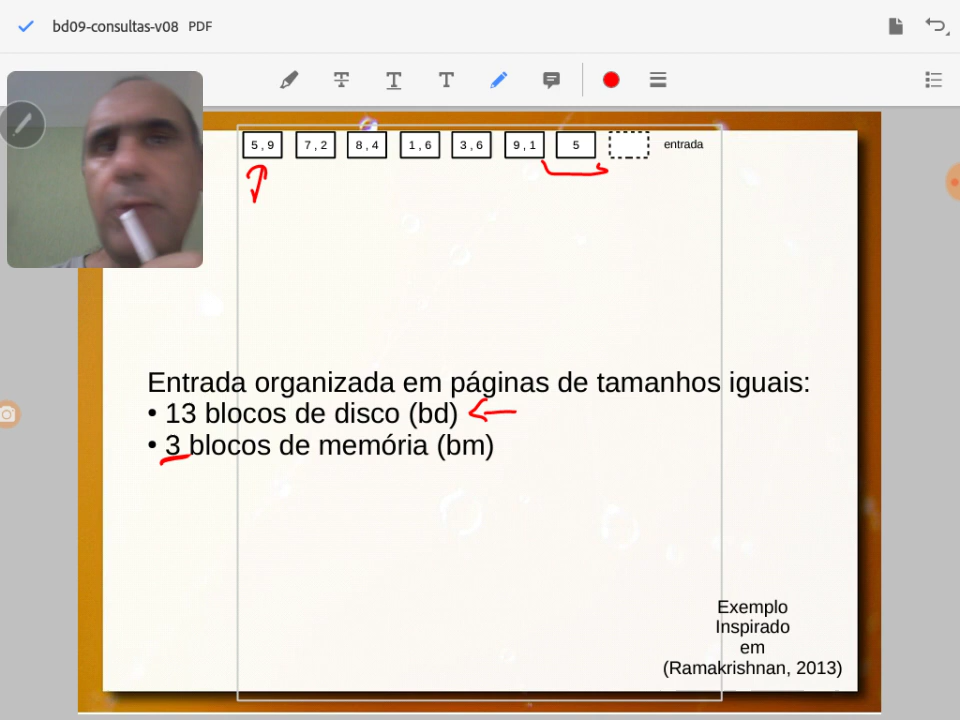 bd09-consultas-v08 PDF
T T T
5 , 9 7 , 2 8 , 4 1 , 6 3 , 6 9 , 1 5 entrada
Entrada organizada em páginas de tamanhos iguais:
• 13 blocos de disco (bd)
• 3 blocos de memória (bm)
Exemplo
Inspirado
em
(Ramakrishnan, 2013)